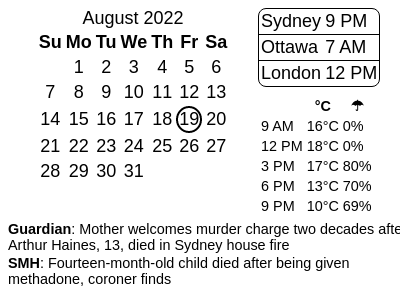 August 2022
Su Mo Tu We Th Fr Sa
1 2 3 4 5 6
7 8 9 10 11 12 13
14 15 16 17 18 19 20
21 22 23 24 25 26 27
28 29 30 31
Sydney 9 PM
Ottawa 7 AM
London 12 PM
°C ☂
9 AM 16°C 0%
12 PM 18°C 0%
3 PM 17°C 80%
6 PM 13°C 70%
9 PM 10°C 69%
Guardian: Mother welcomes murder charge two decades afte
Arthur Haines, 13, died in Sydney house fire
SMH: Fourteen-month-old child died after being given
methadone, coroner finds